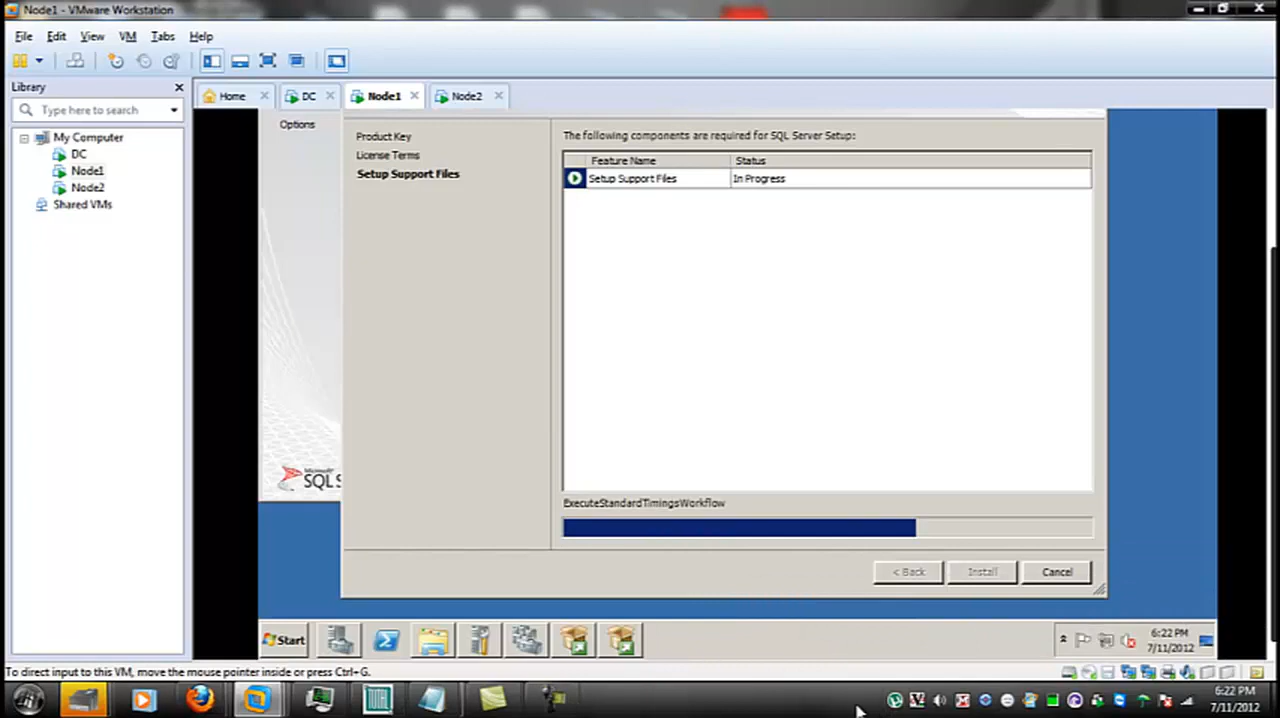 Node1 - VMware Workstation
File Edit View VM Tabs Help
Library
Type here to search
My Computer
DC
Node1
Node2
Shared VMs
Home
DC
Node1
Node2
Options
Product Key
License Terms
Setup Support Files
The following components are required for SQL Server Setup:
Feature Name Status
Setup Support Files In Progress
Microsoft
SQL S
ExecuteStandardTimingsWorkflow
< Back Install Cancel
Start
6:22 PM
7/11/2012
To direct input to this VM, move the mouse pointer inside or press Ctrl+G.
6:22 PM
7/11/2012